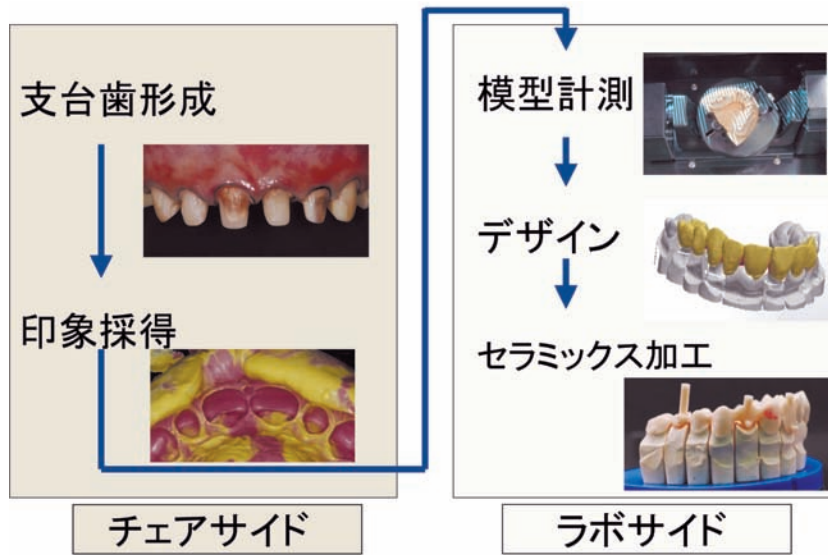 支台歯形成
印象採得
チェアサイド
模型計測
デザイン
セラミックス加工
ラボサイド